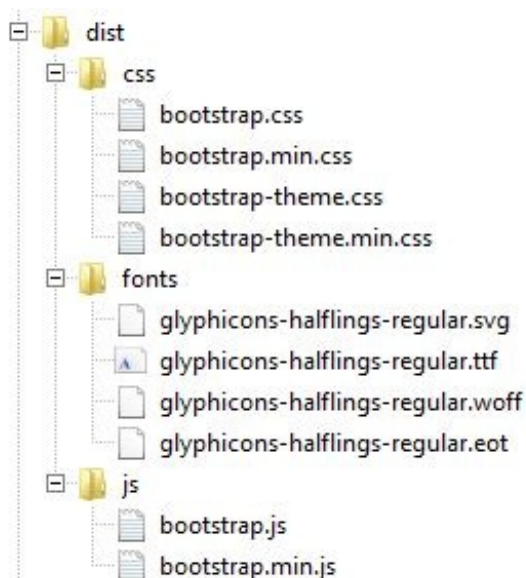 dist
css
bootstrap.css
bootstrap.min.css
bootstrap-theme.css
bootstrap-theme.min.css
fonts
glyphicons-halflings-regular.svg
glyphicons-halflings-regular.ttf
glyphicons-halflings-regular.woff
glyphicons-halflings-regular.eot
js
bootstrap.js
bootstrap.min.js